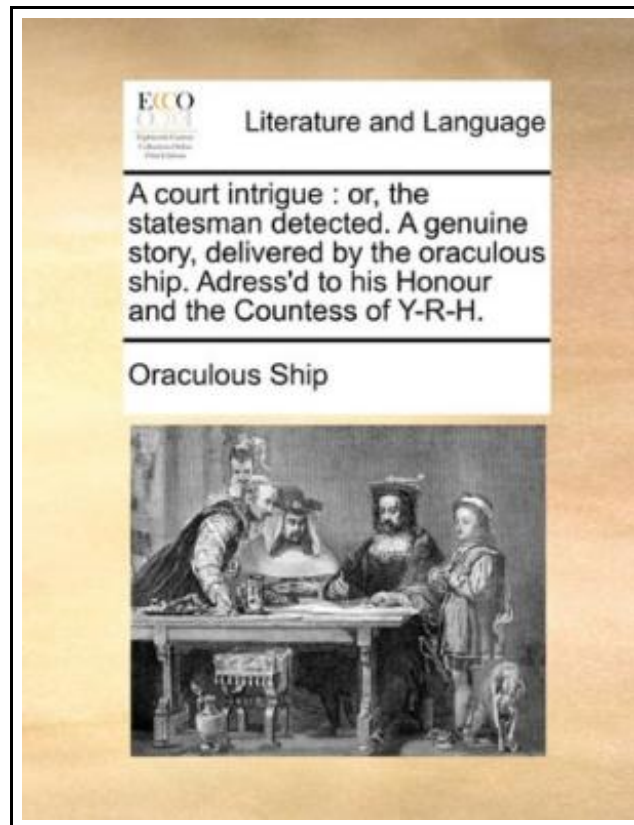 ECCO
Literature and Language
A court intrigue : or, the
statesman detected. A genuine
story, delivered by the oraculous
ship. Adress'd to his Honour
and the Countess of Y-R-H.
Oraculous Ship